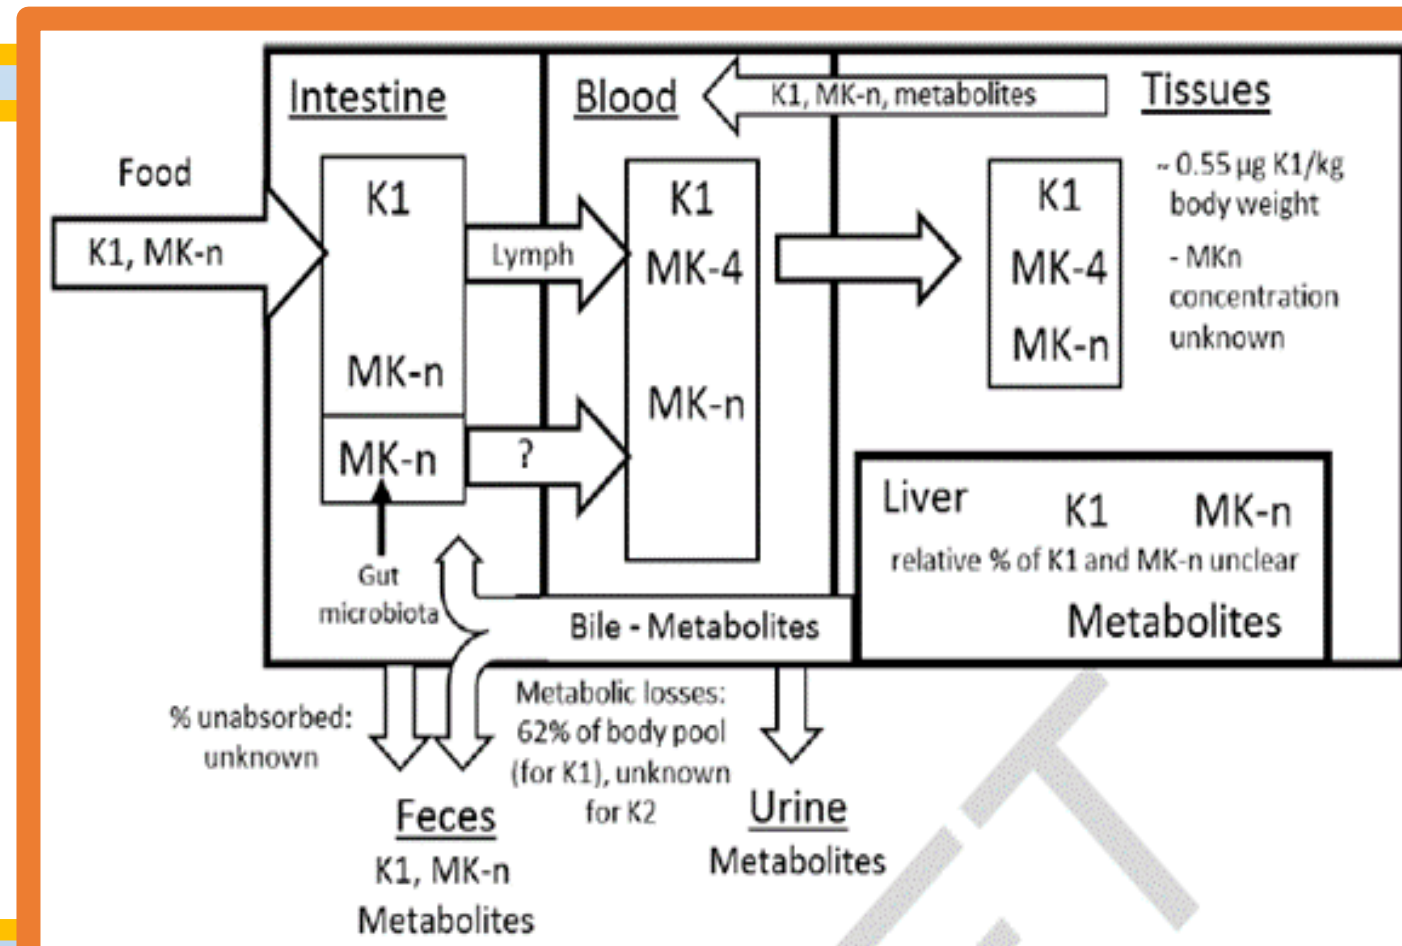 Intestine
Blood
K1, MK-n, metabolites
Tissues
Food
K1, MK-n
K1
MK-n
MK-n
Lymph
?
K1
MK-4
MK-n
K1
MK-4
MK-n
~ 0.55 µg K1/kg
body weight
- MKn
concentration
unknown
Gut
microbiota
Liver
K1 MK-n
relative % of K1 and MK-n unclear
Metabolites
Bile - Metabolites
% unabsorbed:
unknown
Metabolic losses:
62% of body pool
(for K1), unknown
for K2
Feces
K1, MK-n
Metabolites
Urine
Metabolites